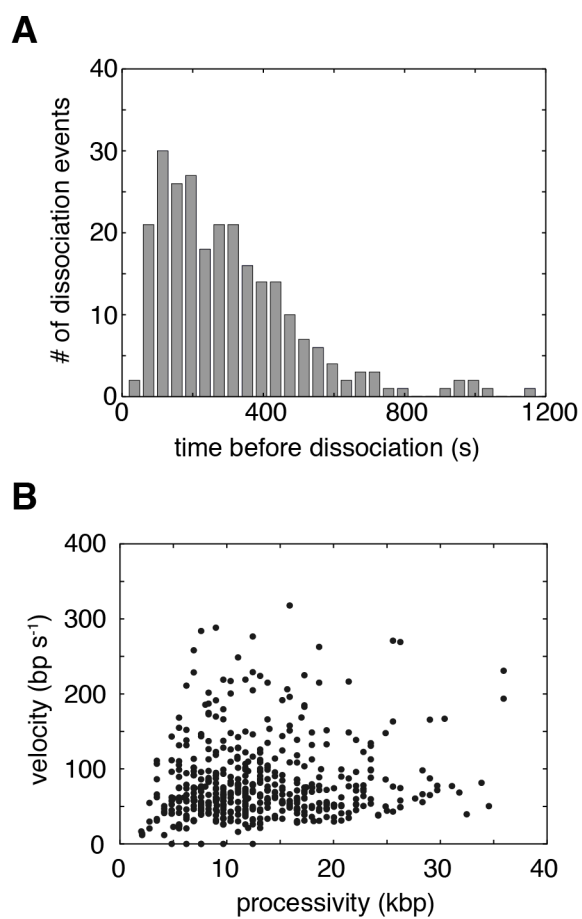 A
40
30
20
10
0
# of dissociation events
0 400 800 1200
time before dissociation (s)
B
400
300
200
100
0
velocity (bp s-1)
0 10 20 30 40
processivity (kbp)